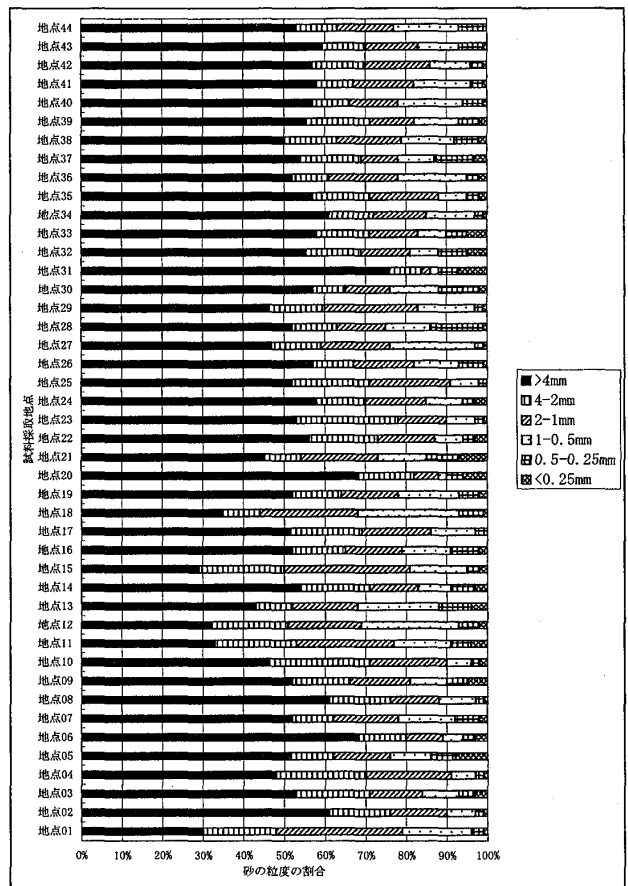 地点44
地点43
地点42
地点41
地点40
地点39
地点38
地点37
地点36
地点35
地点34
地点33
地点32
地点31
地点30
地点29
地点28
地点27
地点26
地点25
地点24
地点23
地点22
地点21
地点20
地点19
地点18
地点17
地点16
地点15
地点14
地点13
地点12
地点11
地点10
地点09
地点08
地点07
地点06
地点05
地点04
地点03
地点02
地点01
試料採取地点
0% 10% 20% 30% 40% 50% 60% 70% 80% 90% 100%
砂の粒度の割合
>4mm
4-2mm
2-1mm
1-0.5mm
0.5-0.25mm
<0.25mm